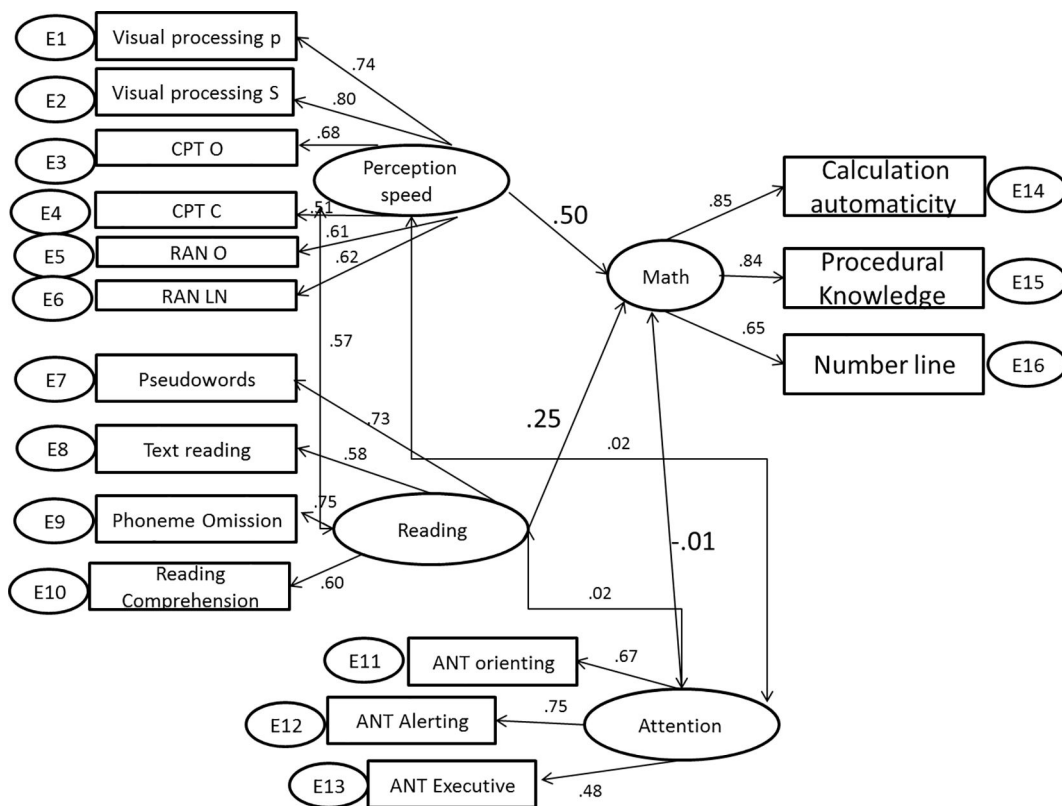 E1
Visual processing p
.74
E2
Visual processing S
.80
E3
CPT O
.68
Perception
speed
E4
CPT C
.51
E5
RAN O
.61
E6
RAN LN
.62
.50
Math
.85
Calculation
automaticity
E14
.84
Procedural
Knowledge
E15
.65
Number line
E16
.57
E7
Pseudowords
.73
.25
E8
Text reading
.58
.02
E9
Phoneme Omission
.75
Reading
-.01
E10
Reading
Comprehension
.60
.02
E11
ANT orienting
.67
E12
ANT Alerting
.75
Attention
E13
ANT Executive
.48